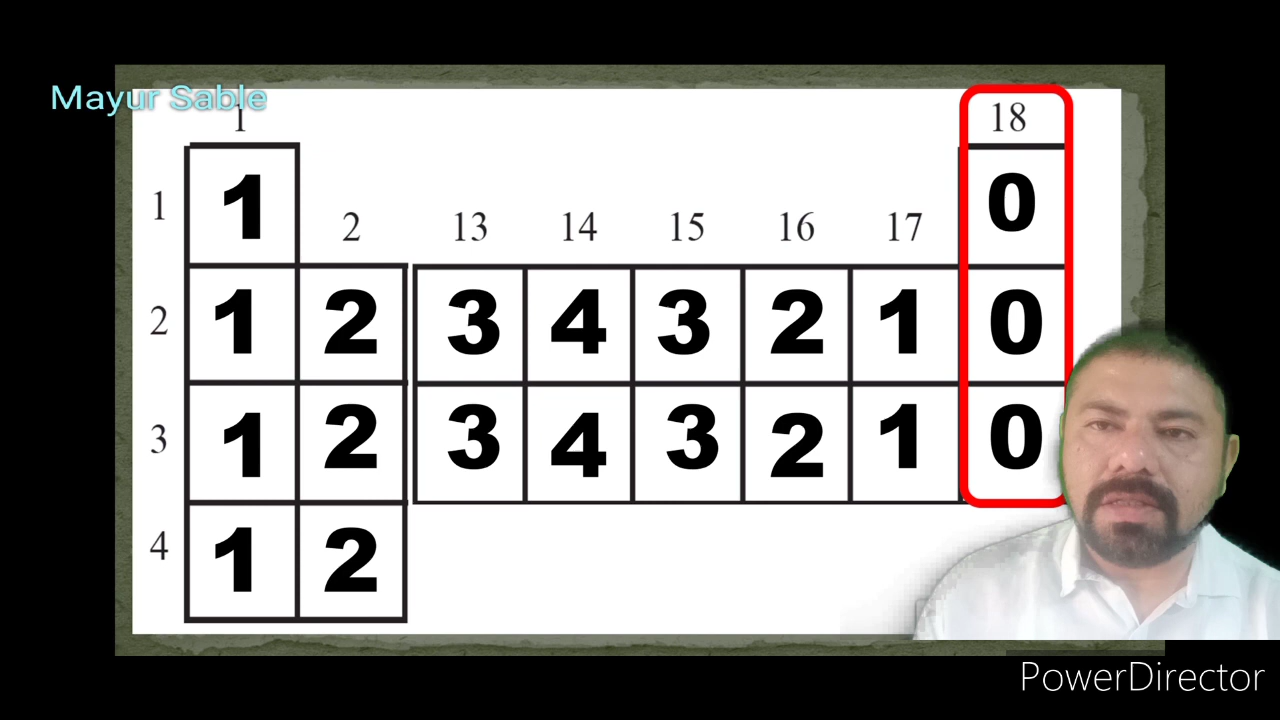 Mayur Sable
1 18
1 1 0
2 13 14 15 16 17
2 1 2 3 4 3 2 1 0
3 1 2 3 4 3 2 1 0
4 1 2
PowerDirector